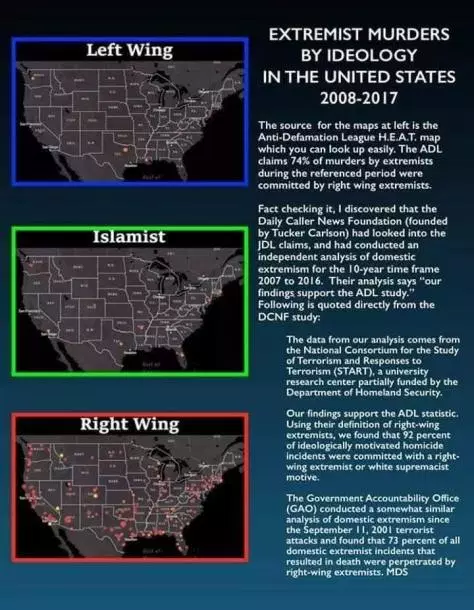 EXTREMIST MURDERS
BY IDEOLOGY
IN THE UNITED STATES
2008-2017
Left Wing
The source for the maps at left is the
Anti-Defamation League H.E.A.T. map
which you can look up easily. The ADL
claims 74% of murders by extremists
during the referenced period were
committed by right wing extremists.
Islamist
Fact checking it, I discovered that the
Daily Caller News Foundation (founded
by Tucker Carlson) had looked into the
JDL claims, and had conducted an
independent analysis of domestic
extremism for the 10-year time frame
2007 to 2016. Their analysis says "our
findings support the ADL study."
Following is quoted directly from the
DCNF study:
The data from our analysis comes from
the National Consortium for the Study
of Terrorism and Responses to
Terrorism (START), a university
research center partially funded by the
Department of Homeland Security.
Right Wing
Our findings support the ADL statistic.
Using their definition of right-wing
extremists, we found that 92 percent
of ideologically motivated homicide
incidents were committed with a right-
wing extremist or white supremacist
motive.
The Government Accountability Office
(GAO) conducted a somewhat similar
analysis of domestic extremism since
the September 11, 2001 terrorist
attacks and found that 73 percent of all
domestic extremist incidents that
resulted in death were perpetrated by
right-wing extremists. MDS